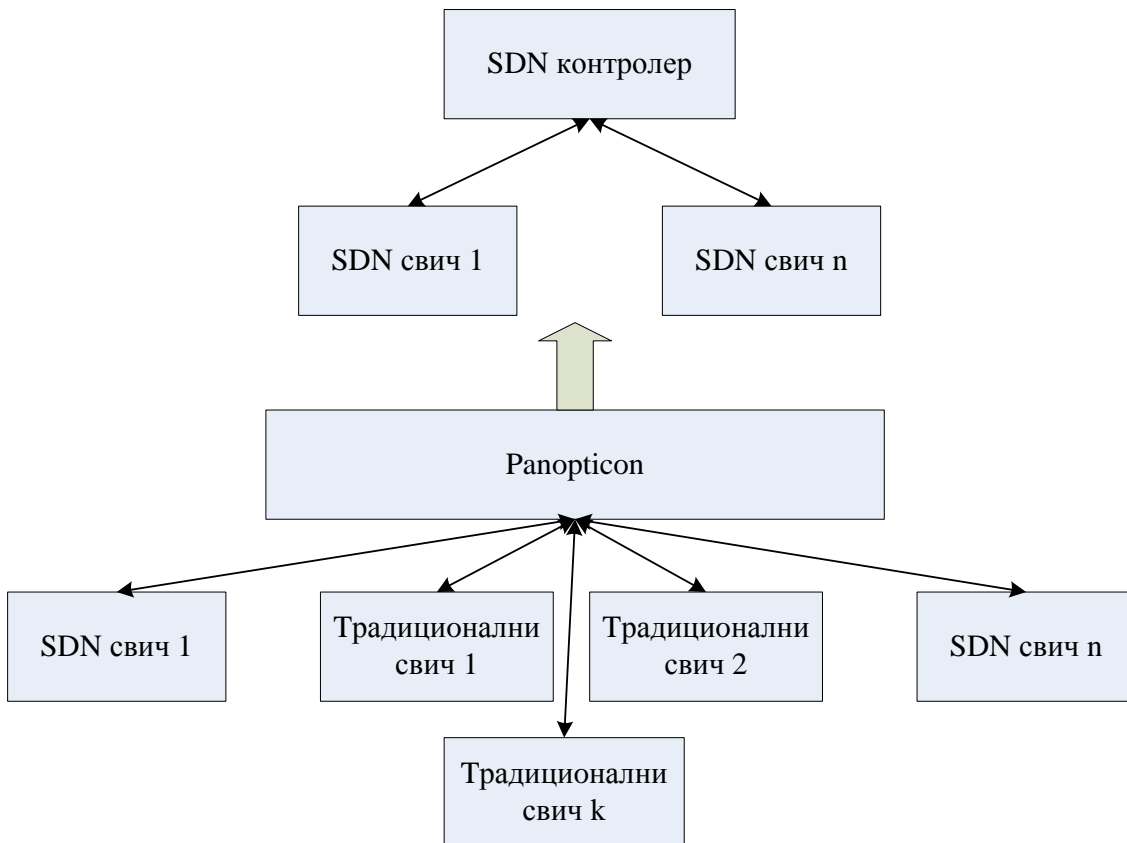 SDN контролер
SDN свич 1
SDN свич n
Panopticon
SDN свич 1
Традиционални
свич 1
Традиционални
свич 2
SDN свич n
Традиционални
свич k